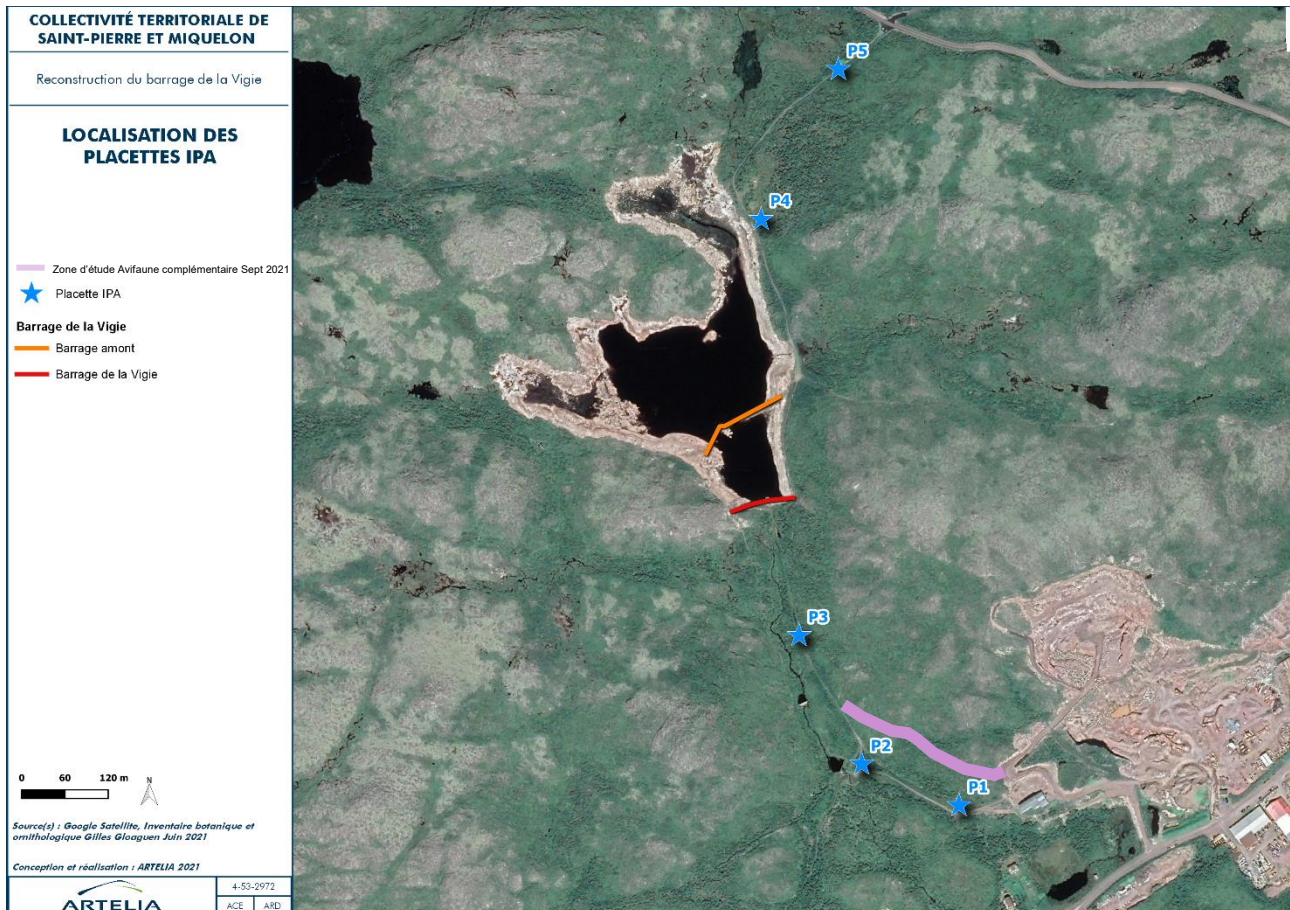 COLLECTIVITÉ TERRITORIALE DE
SAINT-PIERRE ET MIQUELON
Reconstruction du barrage de la Vigie
LOCALISATION DES
PLACETTES IPA
Zone d'étude Avifaune complémentaire Sept 2021
Placette IPA
Barrage de la Vigie
Barrage amont
Barrage de la Vigie
0 60 120 m
N
Source(s) : Google Satellite, Inventaire botanique et
ornithologique Gilles Gloaguen Juin 2021
Conception et réalisation : ARTELIA 2021
ARTELIA
4-53-2972
ACE ARD
P5
P4
P3
P2
P1